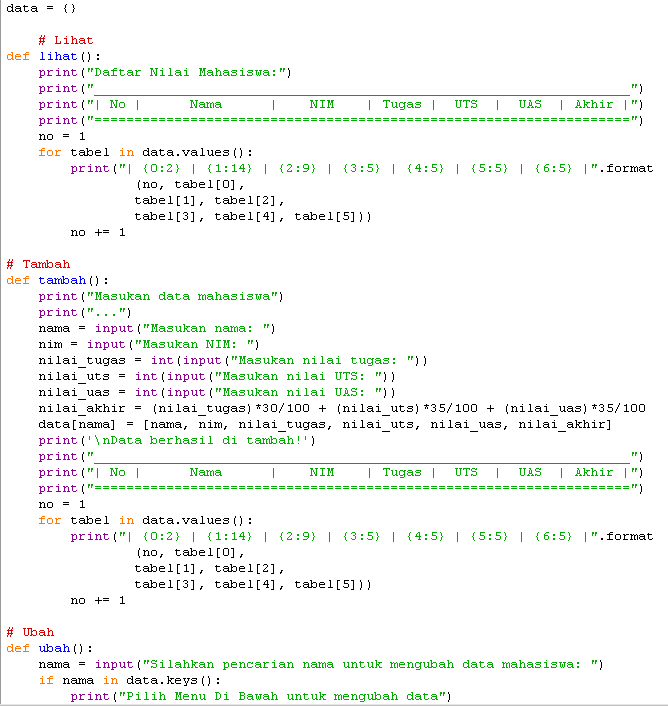 data = {}
    # Lihat
def lihat():
    print("Daftar Nilai Mahasiswa:")
    print("___________________________________________________________________")
    print("| No |      Nama      |    NIM    | Tugas |  UTS  |  UAS  | Akhir |")
    print("===================================================================")
    no = 1
    for tabel in data.values():
        print("| {0:2} | {1:14} | {2:9} | {3:5} | {4:5} | {5:5} | {6:5} |".format
                (no, tabel[0],
                tabel[1], tabel[2],
                tabel[3], tabel[4], tabel[5]))
        no += 1
# Tambah
def tambah():
    print("Masukan data mahasiswa")
    print("...")
    nama = input("Masukan nama: ")
    nim = input("Masukan NIM: ")
    nilai_tugas = int(input("Masukan nilai tugas: "))
    nilai_uts = int(input("Masukan nilai UTS: "))
    nilai_uas = int(input("Masukan nilai UAS: "))
    nilai_akhir = (nilai_tugas)*30/100 + (nilai_uts)*35/100 + (nilai_uas)*35/100
    data[nama] = [nama, nim, nilai_tugas, nilai_uts, nilai_uas, nilai_akhir]
    print('\nData berhasil di tambah!')
    print("___________________________________________________________________")
    print("| No |      Nama      |    NIM    | Tugas |  UTS  |  UAS  | Akhir |")
    print("===================================================================")
    no = 1
    for tabel in data.values():
        print("| {0:2} | {1:14} | {2:9} | {3:5} | {4:5} | {5:5} | {6:5} |".format
                (no, tabel[0],
                tabel[1], tabel[2],
                tabel[3], tabel[4], tabel[5]))
        no += 1
# Ubah
def ubah():
    nama = input("Silahkan pencarian nama untuk mengubah data mahasiswa: ")
    if nama in data.keys():
        print("Pilih Menu Di Bawah untuk mengubah data")